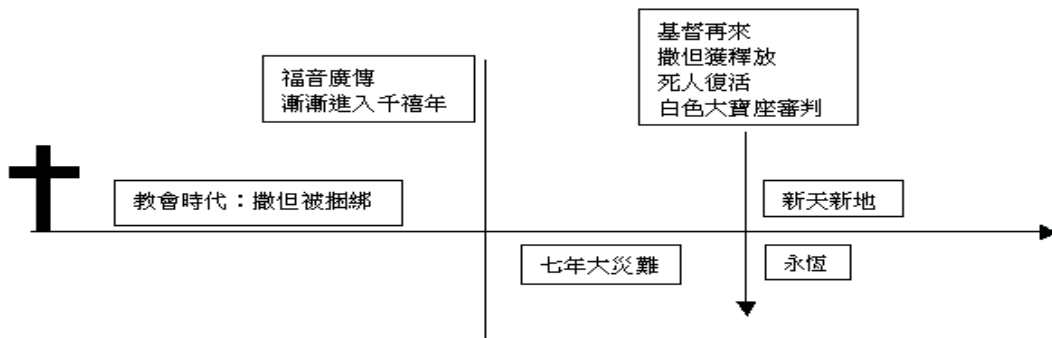 基督再來
撒但獲釋放
死人復活
白色大寶座審判
福音廣傳
漸漸進入千禧年
教會時代：撒但被捆綁
新天新地
七年大災難
永恆